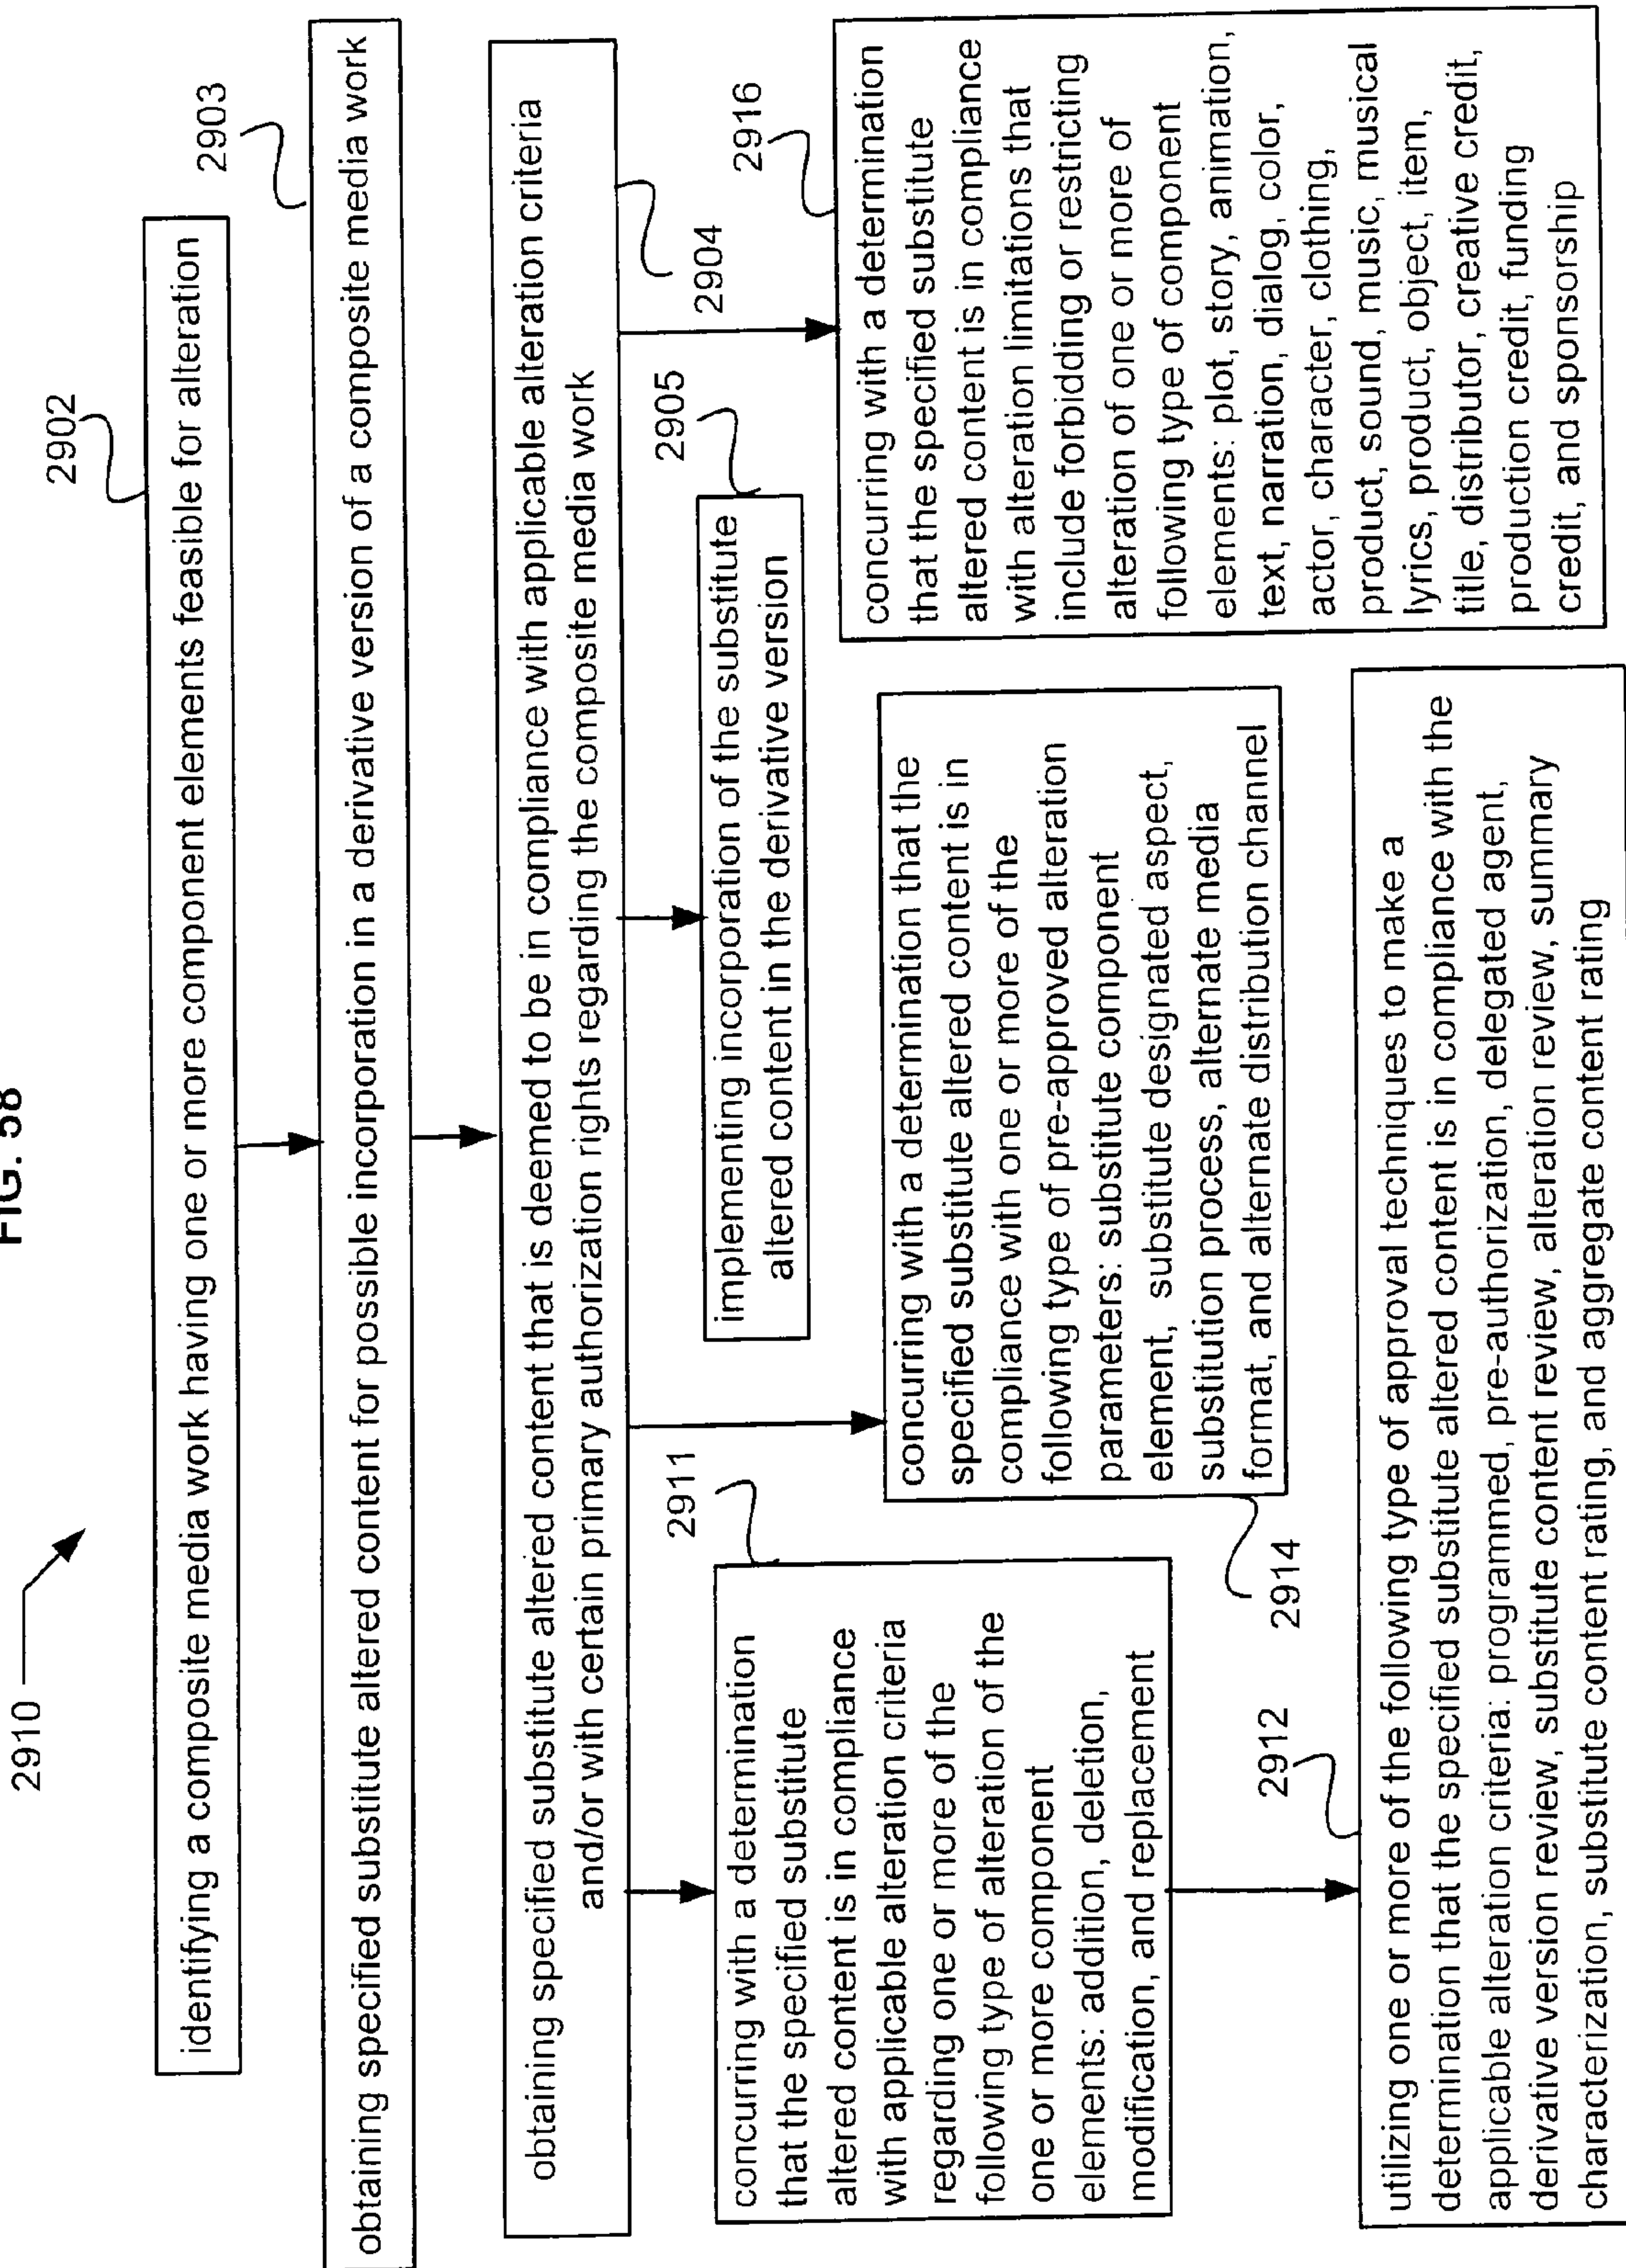 FIG. 58
2910
2902
identifying a composite media work having one or more component elements feasible for alteration
2903
obtaining specified substitute altered content for possible incorporation in a derivative version of a composite media work
obtaining specified substitute altered content that is deemed to be in compliance with applicable alteration criteria
and/or with certain primary authorization rights regarding the composite media work
2904
2911
concurring with a determination
that the specified substitute
altered content is in compliance
with applicable alteration criteria
regarding one or more of the
following type of alteration of the
one or more component
elements: addition, deletion,
modification, and replacement
2905
implementing incorporation of the substitute
altered content in the derivative version
2914
concurring with a determination that the
specified substitute altered content is in
compliance with one or more of the
following type of pre-approved alteration
parameters: substitute component
element, substitute designated aspect,
substitution process, alternate media
format, and alternate distribution channel
2916
concurring with a determination
that the specified substitute
altered content is in compliance
with alteration limitations that
include forbidding or restricting
alteration of one or more of
following type of component
elements: plot, story, animation,
text, narration, dialog, color,
actor, character, clothing,
product, sound, music, musical
lyrics, product, object, item,
title, distributor, creative credit,
production credit, funding
credit, and sponsorship
2912
utilizing one or more of the following type of approval techniques to make a
determination that the specified substitute altered content is in compliance with the
applicable alteration criteria: programmed, pre-authorization, delegated agent,
derivative version review, substitute content review, alteration review, summary
characterization, substitute content rating, and aggregate content rating